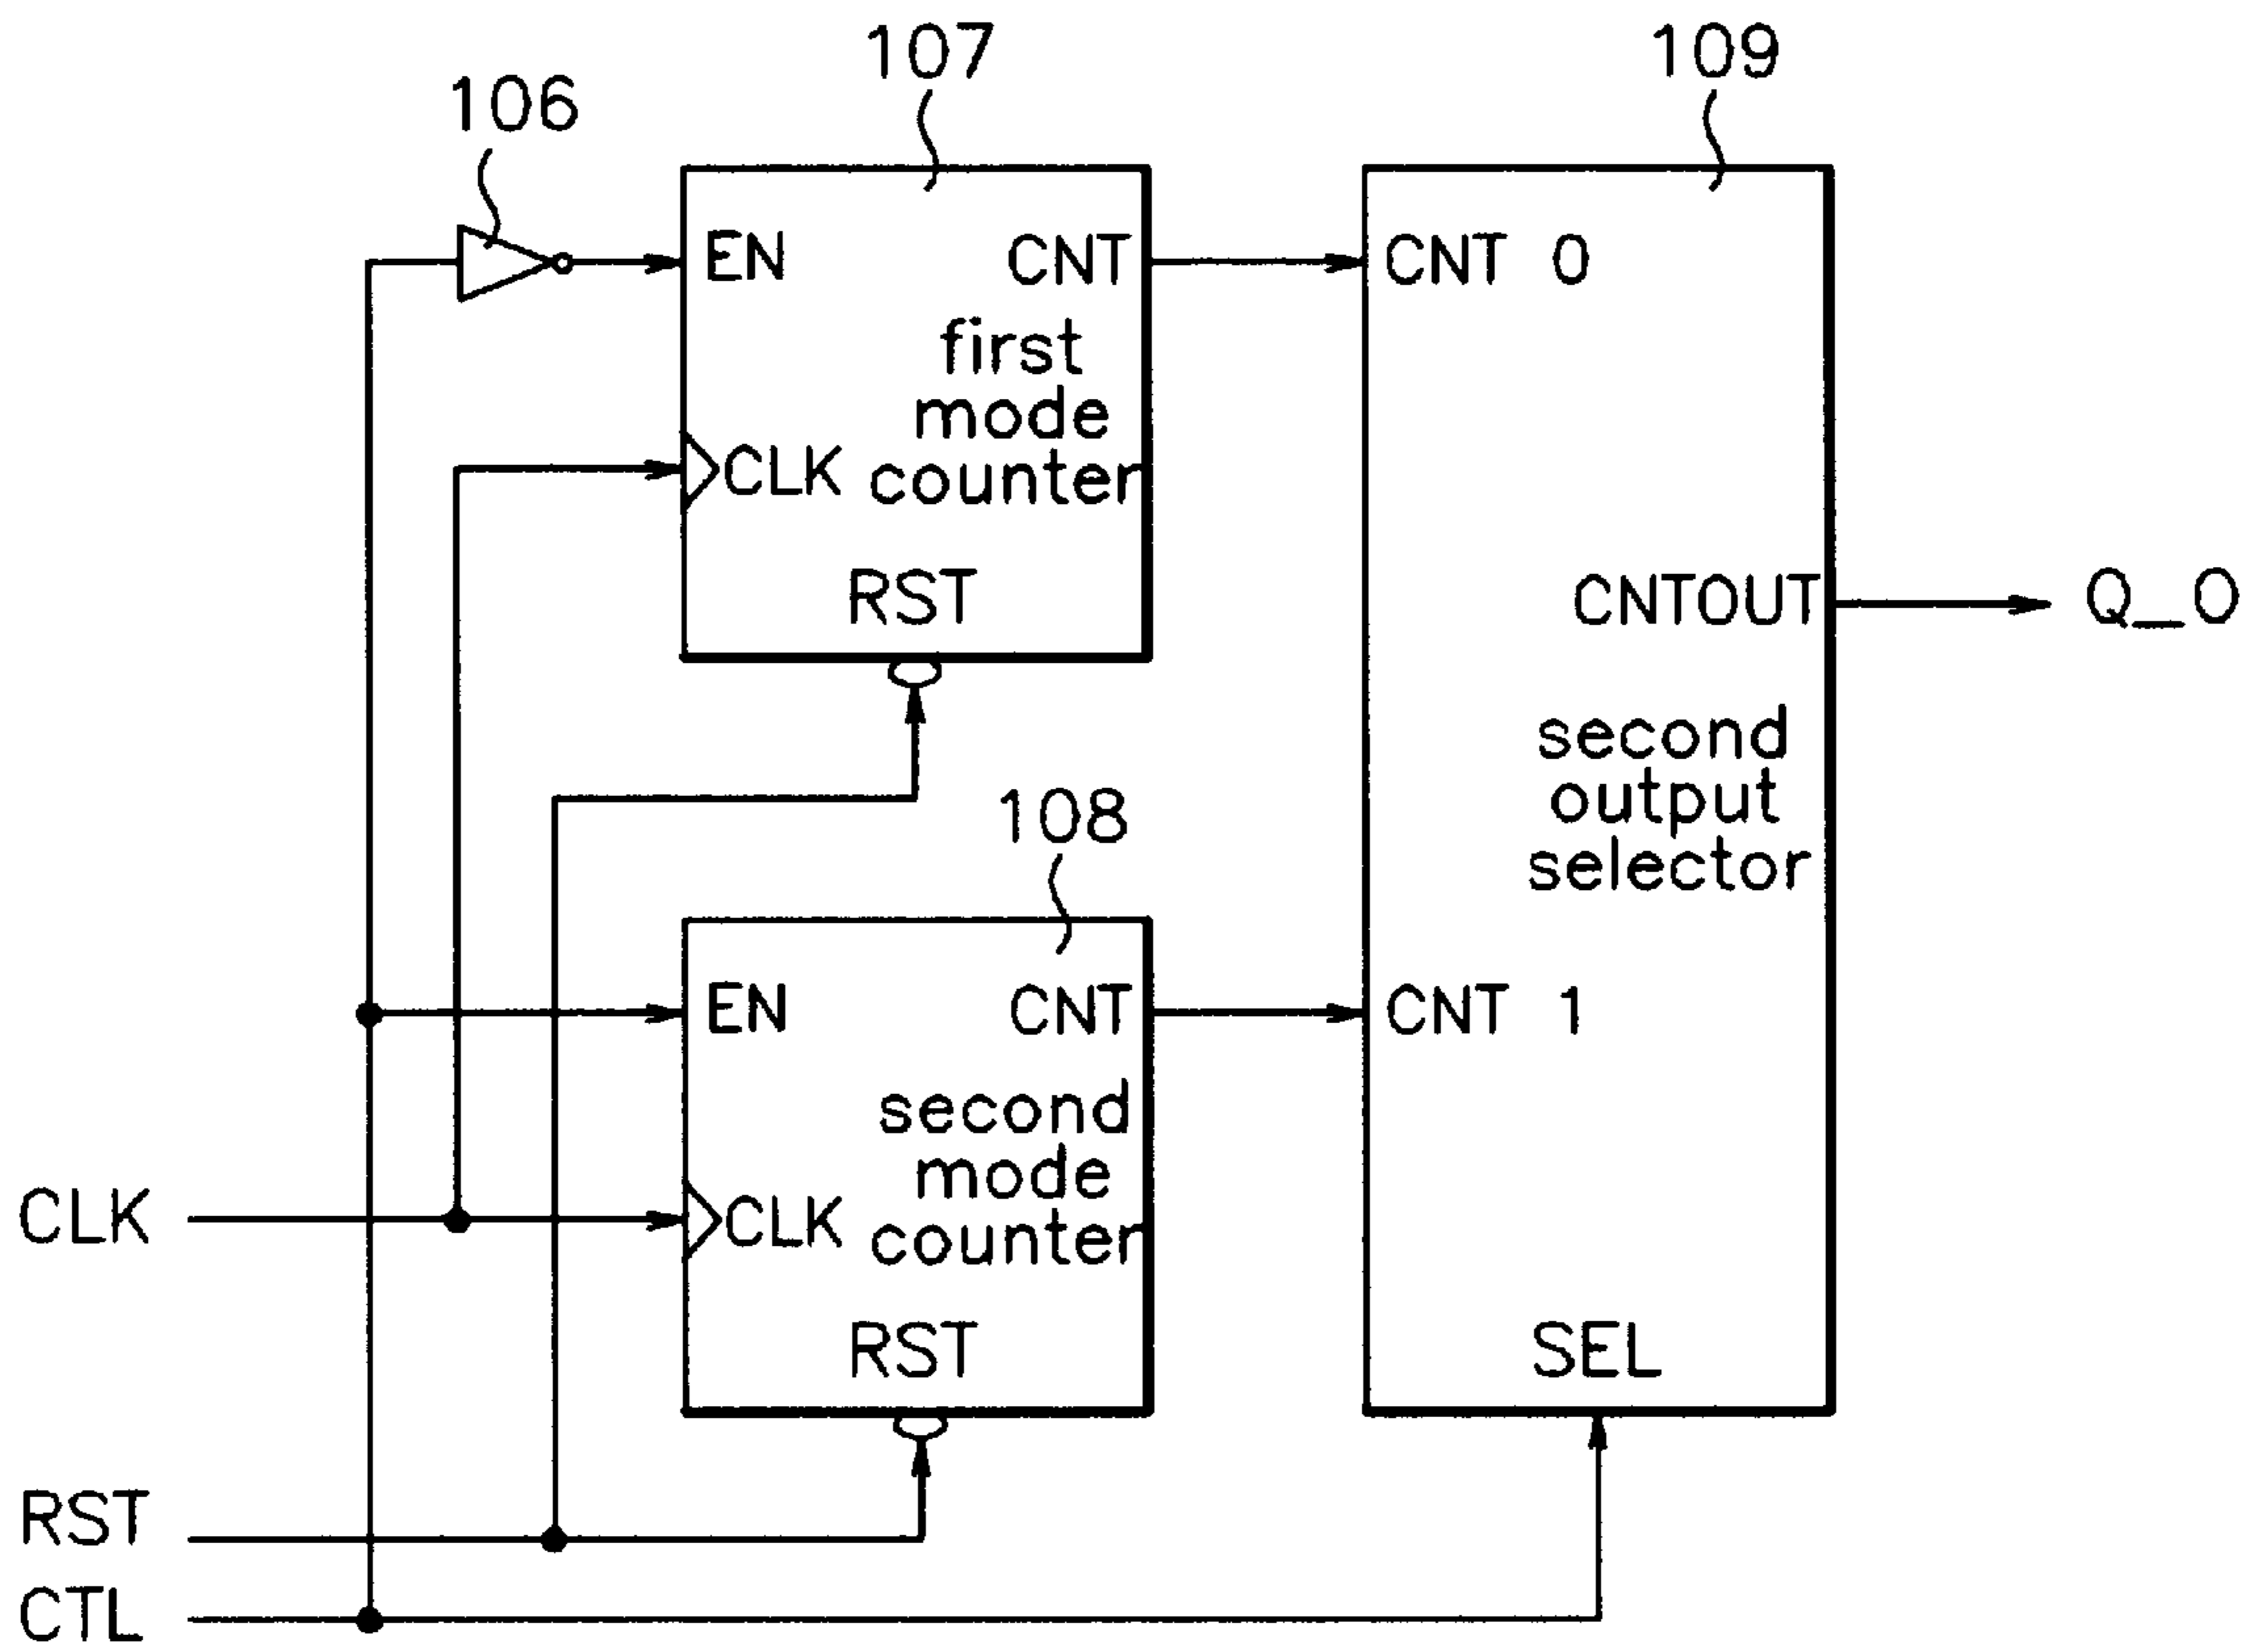 107
109
106
EN
CNT
CNT 0
first
mode
CLK
counter
RST
CNTOUT
Q_O
second
output
selector
108
EN
CNT
CNT 1
second
mode
CLK
CLK
counter
RST
SEL
RST
CTL